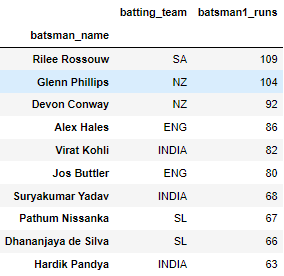 batting_team batsman1_runs
batsman_name
Rilee Rossouw SA 109
Glenn Phillips NZ 104
Devon Conway NZ 92
Alex Hales ENG 86
Virat Kohli INDIA 82
Jos Buttler ENG 80
Suryakumar Yadav INDIA 68
Pathum Nissanka SL 67
Dhananjaya de Silva SL 66
Hardik Pandya INDIA 63